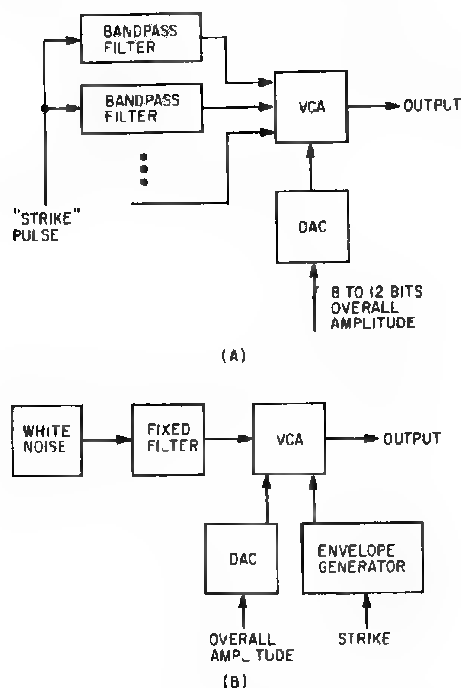 BANDPASS
FILTER
BANDPASS
FILTER
VCA
OUTPUT
"STRIKE"
PULSE
DAC
8 TO 12 BITS
OVERALL
AMPLITUDE
(A)
WHITE
NOISE
FIXED
FILTER
VCA
OUTPUT
DAC
ENVELOPE
GENERATOR
OVERALL
AMPLITUDE
STRIKE
(B)